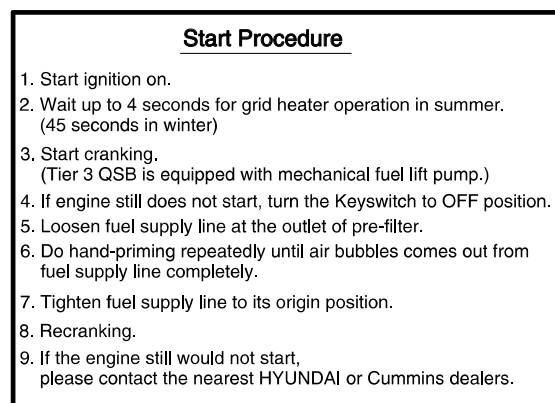 Start Procedure
1. Start ignition on.
2. Wait up to 4 seconds for grid heater operation in summer.
(45 seconds in winter)
3. Start cranking.
(Tier 3 QSB is equipped with mechanical fuel lift pump.)
4. If engine still does not start, turn the Keyswitch to OFF position.
5. Loosen fuel supply line at the outlet of pre-filter.
6. Do hand-priming repeatedly until air bubbles comes out from
fuel supply line completely.
7. Tighten fuel supply line to its origin position.
8. Recranking.
9. If the engine still would not start,
please contact the nearest HYUNDAI or Cummins dealers.